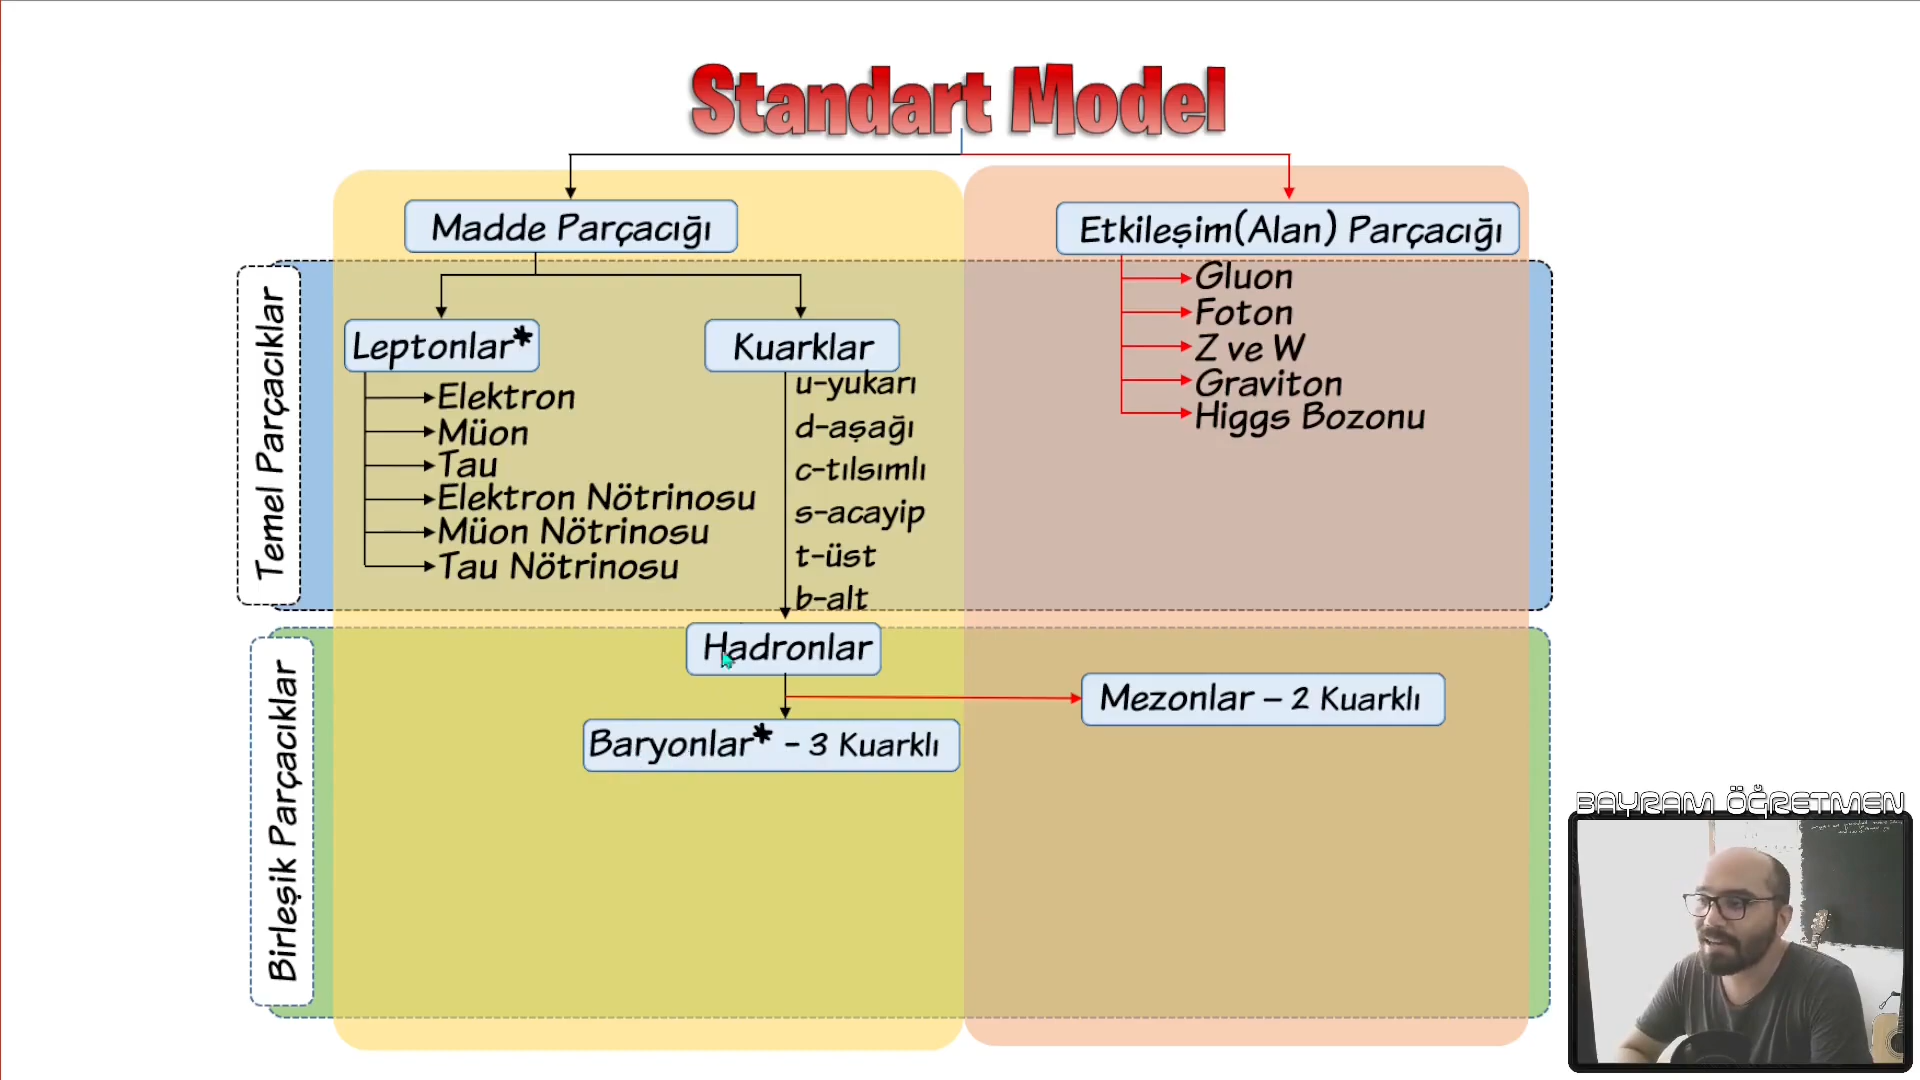 Standart Model
Madde Parçacığı
Etkileşim(Alan) Parçacığı
Temel Parçacıklar
Leptonlar*
Elektron
Müon
Tau
Elektron Nötrinosu
Müon Nötrinosu
Tau Nötrinosu
Kuarklar
u-yukarı
d-aşağı
c-tılsımlı
s-acayip
t-üst
b-alt
Gluon
Foton
Z ve W
Graviton
Higgs Bozonu
Birleşik Parçacıklar
Hadronlar
Mezonlar – 2 Kuarklı
Baryonlar* - 3 Kuarklı
BAYRAM ÖĞRETMEN